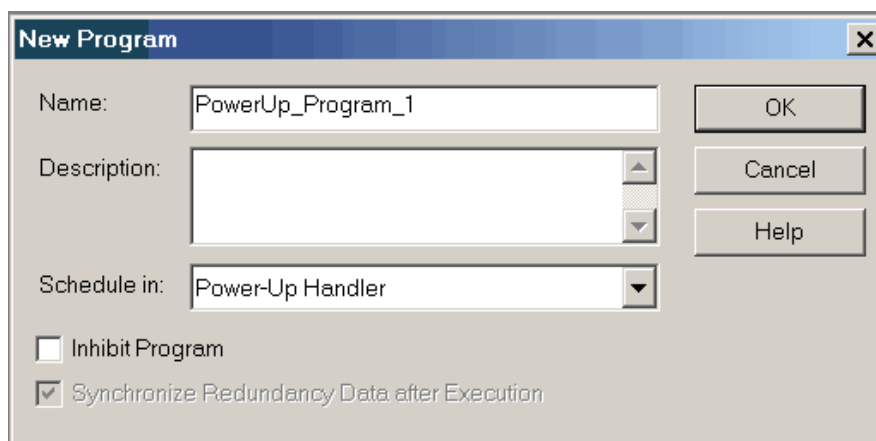 New Program
Name: PowerUp_Program_1
OK
Description:
Cancel
Help
Schedule in: Power-Up Handler
Inhibit Program
Synchronize Redundancy Data after Execution